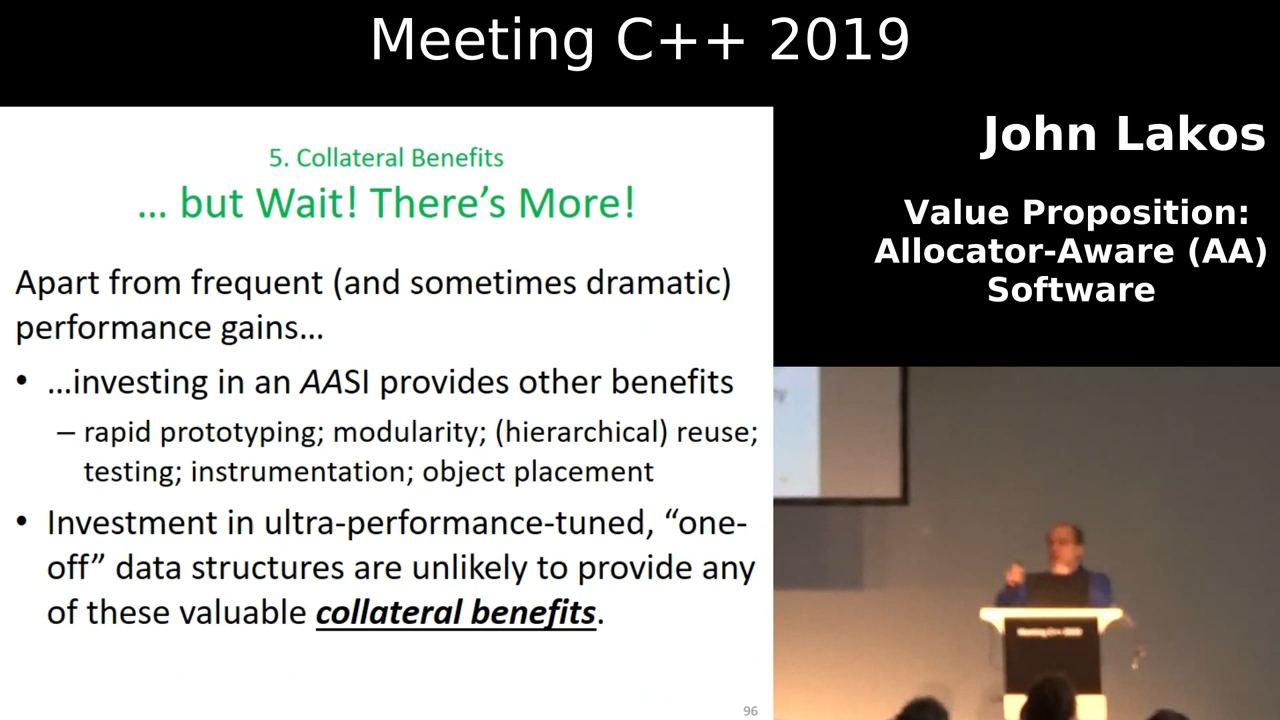 Meeting C++ 2019
John Lakos
Value Proposition:
Allocator-Aware (AA)
Software
5. Collateral Benefits
... but Wait! There's More!
Apart from frequent (and sometimes dramatic)
performance gains...
• ...investing in an AASI provides other benefits
– rapid prototyping; modularity; (hierarchical) reuse;
testing; instrumentation; object placement
• Investment in ultra-performance-tuned, “one-
off” data structures are unlikely to provide any
of these valuable collateral benefits.
96
Meeting C++ 2019